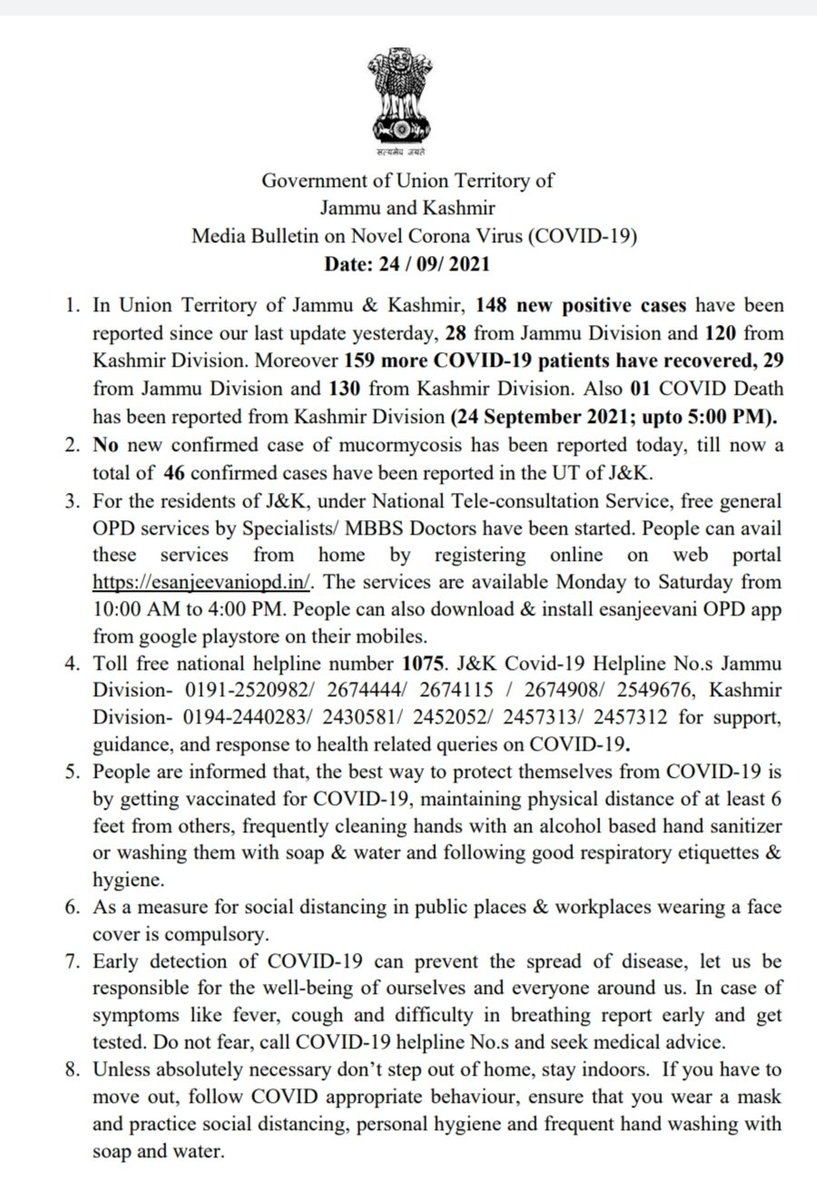 सत्यमेव जयते
Government of Union Territory of
Jammu and Kashmir
Media Bulletin on Novel Corona Virus (COVID-19)
Date: 24 / 09/ 2021
1. In Union Territory of Jammu & Kashmir, 148 new positive cases have been
reported since our last update yesterday, 28 from Jammu Division and 120 from
Kashmir Division. Moreover 159 more COVID-19 patients have recovered, 29
from Jammu Division and 130 from Kashmir Division. Also 01 COVID Death
has been reported from Kashmir Division (24 September 2021; upto 5:00 PM).
2. No new confirmed case of mucormycosis has been reported today, till now a
total of 46 confirmed cases have been reported in the UT of J&K.
3. For the residents of J&K, under National Tele-consultation Service, free general
OPD services by Specialists/ MBBS Doctors have been started. People can avail
these services from home by registering online on web portal
https://esanjeevaniopd.in/. The services are available Monday to Saturday from
10:00 AM to 4:00 PM. People can also download & install esanjeevani OPD app
from google playstore on their mobiles.
4. Toll free national helpline number 1075. J&K Covid-19 Helpline No.s Jammu
Division- 0191-2520982/ 2674444/ 2674115 / 2674908/ 2549676, Kashmir
Division- 0194-2440283/ 2430581/ 2452052/ 2457313/ 2457312 for support,
guidance, and response to health related queries on COVID-19.
5. People are informed that, the best way to protect themselves from COVID-19 is
by getting vaccinated for COVID-19, maintaining physical distance of at least 6
feet from others, frequently cleaning hands with an alcohol based hand sanitizer
or washing them with soap & water and following good respiratory etiquettes &
hygiene.
6. As a measure for social distancing in public places & workplaces wearing a face
cover is compulsory.
7. Early detection of COVID-19 can prevent the spread of disease, let us be
responsible for the well-being of ourselves and everyone around us. In case of
symptoms like fever, cough and difficulty in breathing report early and get
tested. Do not fear, call COVID-19 helpline No.s and seek medical advice.
8. Unless absolutely necessary don’t step out of home, stay indoors. If you have to
move out, follow COVID appropriate behaviour, ensure that you wear a mask
and practice social distancing, personal hygiene and frequent hand washing with
soap and water.